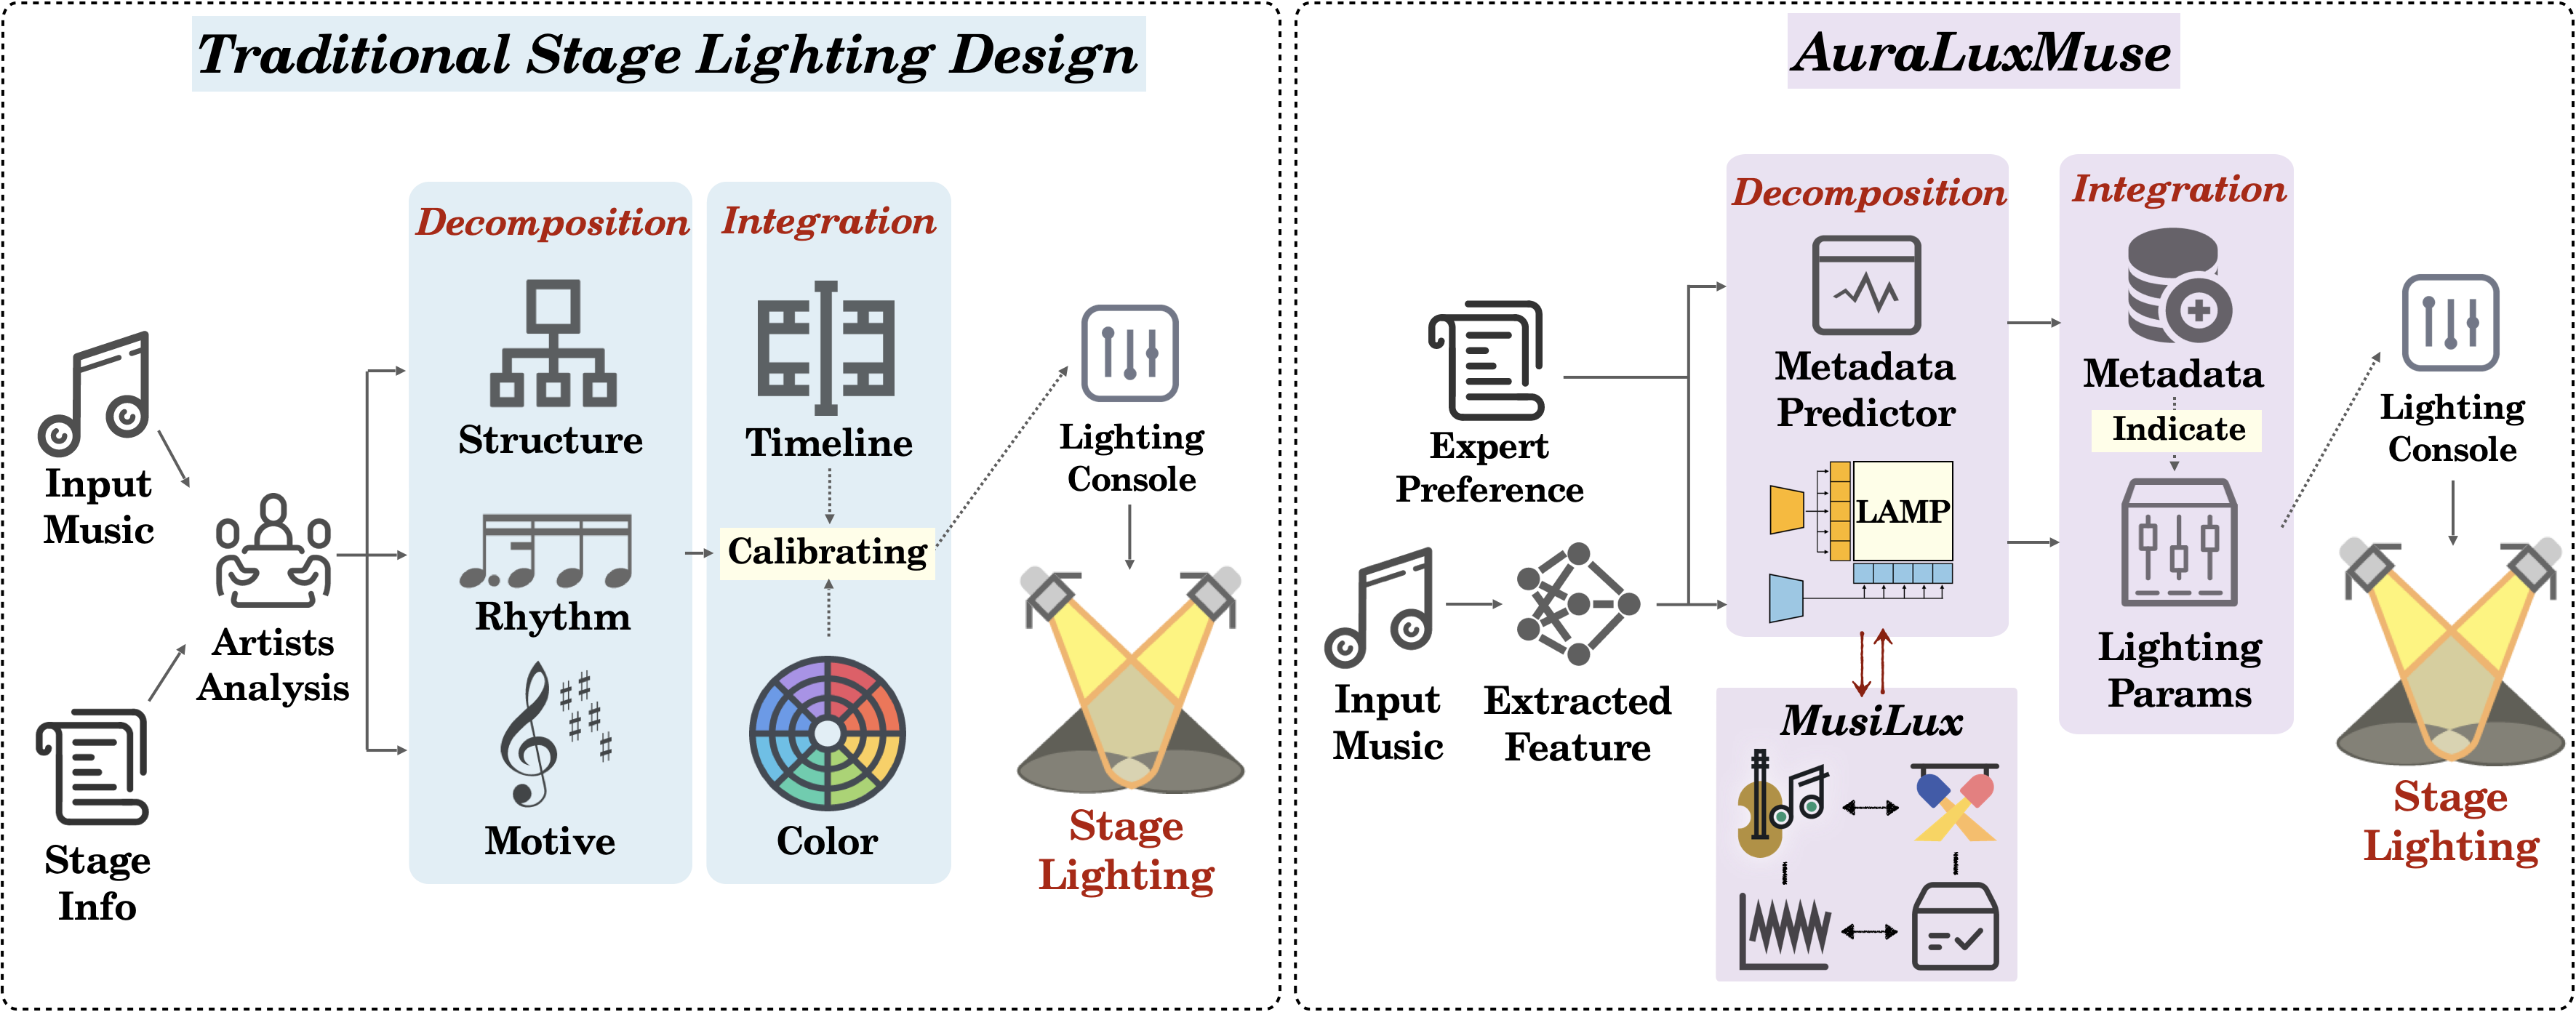 Traditional Stage Lighting Design
Decomposition
Integration
Input
Music
Stage
Info
Artists
Analysis
Structure
Rhythm
Motive
Timeline
Calibrating
Color
Lighting
Console
Stage
Lighting
AuraLuxMuse
Expert
Preference
Input
Music
Extracted
Feature
Decomposition
Metadata
Predictor
LAMP
MusiLux
Integration
Metadata
Indicate
Lighting
Params
Lighting
Console
Stage
Lighting